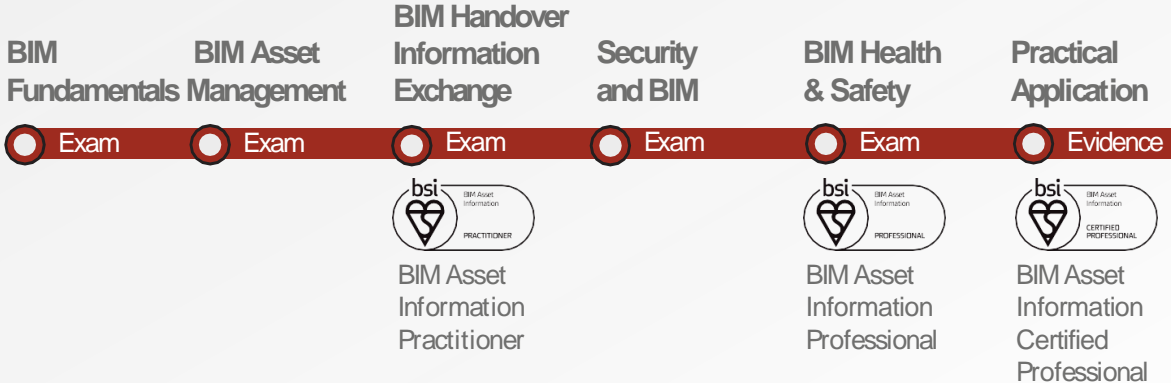 BIM
Fundamentals
BIM Asset
Management
BIM Handover
Information
Exchange
Security
and BIM
BIM Health
& Safety
Practical
Application
Exam
Exam
Exam
Exam
Exam
Evidence
bsi
BIM Asset
Information
PRACTITIONER
BIM Asset
Information
Practitioner
bsi
BIM Asset
Information
PROFESSIONAL
BIM Asset
Information
Professional
bsi
BIM Asset
Information
CERTIFIED
PROFESSIONAL
BIM Asset
Information
Certified
Professional